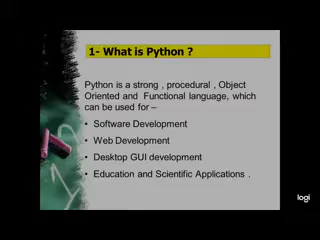 1- What is Python ?
Python is a strong , procedural , Object
Oriented and Functional language, which
can be used for –
• Software Development
• Web Development
• Desktop GUI development
• Education and Scientific Applications .
logi